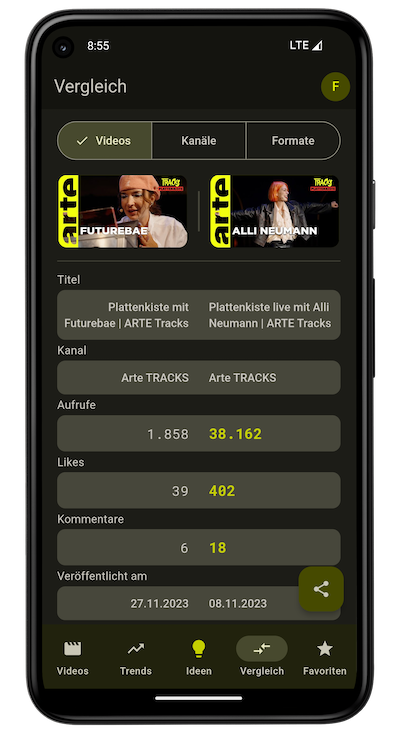 8:55 LTE
Vergleich F
Videos Kanäle Formate
arte TRACKS FUTUREBAE arte TRACKS ALLI NEUMANN
Titel
Plattenkiste mit Plattenkiste live mit Alli
Futurebae | ARTE Tracks Neumann | ARTE Tracks
Kanal
Arte TRACKS Arte TRACKS
Aufrufe
1.858 38.162
Likes
39 402
Kommentare
6 18
Veröffentlicht am
27.11.2023 08.11.2023
Videos Trends Ideen Vergleich Favoriten